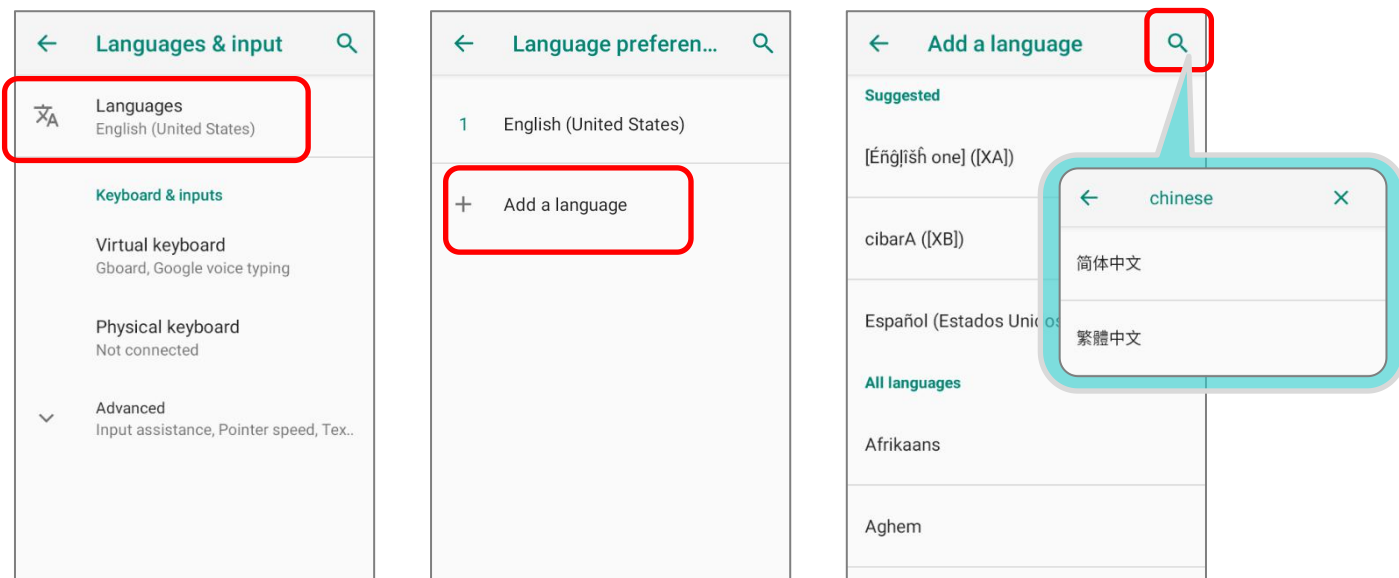 Languages & input
Languages
English (United States)
Keyboard & inputs
Virtual keyboard
Gboard, Google voice typing
Physical keyboard
Not connected
Advanced
Input assistance, Pointer speed, Tex..
Language preferen...
1 English (United States)
Add a language
Add a language
Suggested
[Éñĝļîšĥ one] ([XA])
cibarA ([XB])
Español (Estados Unidos
All languages
Afrikaans
Aghem
chinese
简体中文
繁體中文